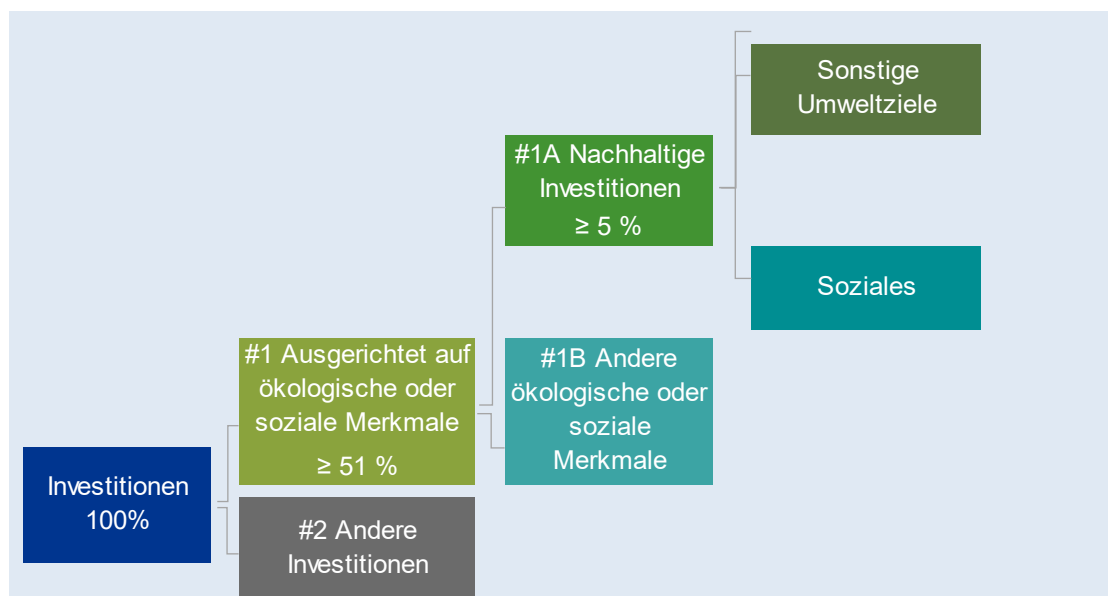 Sonstige
Umweltziele
#1A Nachhaltige
Investitionen
≥ 5 %
Soziales
#1 Ausgerichtet auf
ökologische oder
soziale Merkmale
≥ 51 %
#1B Andere
ökologische oder
soziale
Merkmale
Investitionen
100%
#2 Andere
Investitionen